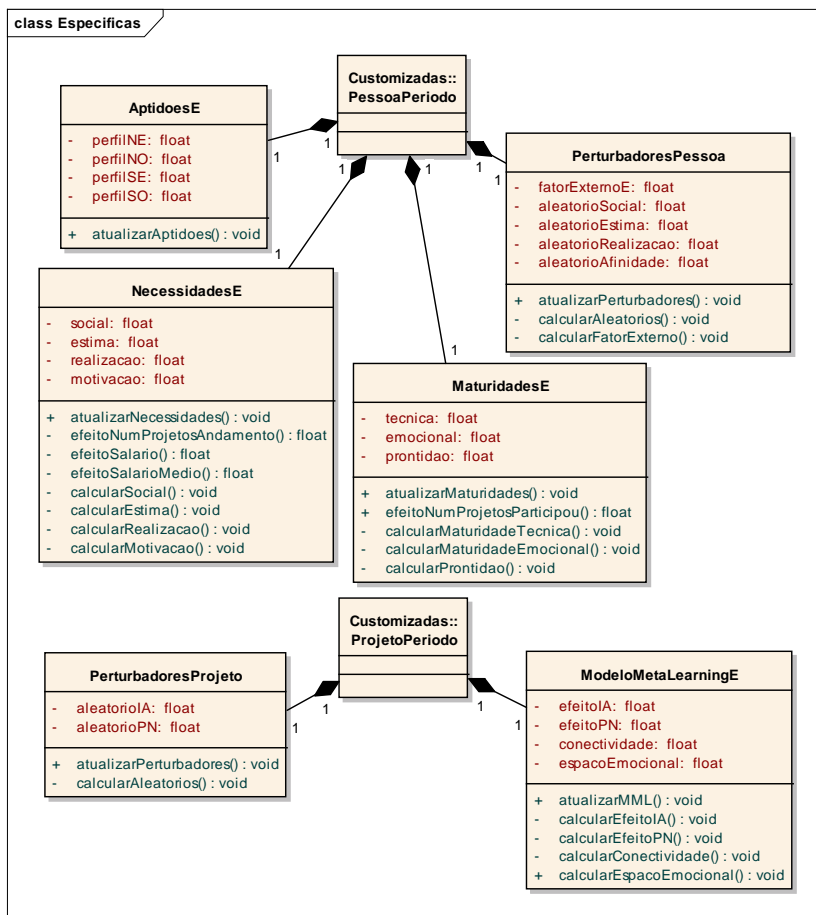 class Especificas
Customizadas::
PessoaPeriodo
AptidoesE
- perfilNE: float
- perfilNO: float
- perfilSE: float
- perfilSO: float
+ atualizarAptidoes() : void
1
1
1
1
1
1
1
1
PerturbadoresPessoa
- fatorExternoE: float
- aleatorioSocial: float
- aleatorioEstima: float
- aleatorioRealizacao: float
- aleatorioAfinidade: float
+ atualizarPerturbadores() : void
- calcularAleatorios() : void
- calcularFatorExterno() : void
NecessidadesE
- social: float
- estima: float
- realizacao: float
- motivacao: float
+ atualizarNecessidades() : void
- efeitoNumProjetosAndamento() : float
- efeitoSalario() : float
- efeitoSalarioMedio() : float
- calcularSocial() : void
- calcularEstima() : void
- calcularRealizacao() : void
- calcularMotivacao() : void
MaturidadesE
- tecnica: float
- emocional: float
- prontidao: float
+ atualizarMaturidades() : void
+ efeitoNumProjetosParticipou() : float
- calcularMaturidadeTecnica() : void
- calcularMaturidadeEmocional() : void
- calcularProntidao() : void
Customizadas::
ProjetoPeriodo
PerturbadoresProjeto
- aleatorioIA: float
- aleatorioPN: float
+ atualizarPerturbadores() : void
- calcularAleatorios() : void
1
1
1
1
ModeloMetaLearningE
- efeitoIA: float
- efeitoPN: float
- conectividade: float
- espacoEmocional: float
+ atualizarMML() : void
- calcularEfeitoIA() : void
- calcularEfeitoPN() : void
- calcularConectividade() : void
+ calcularEspacoEmocional() : void